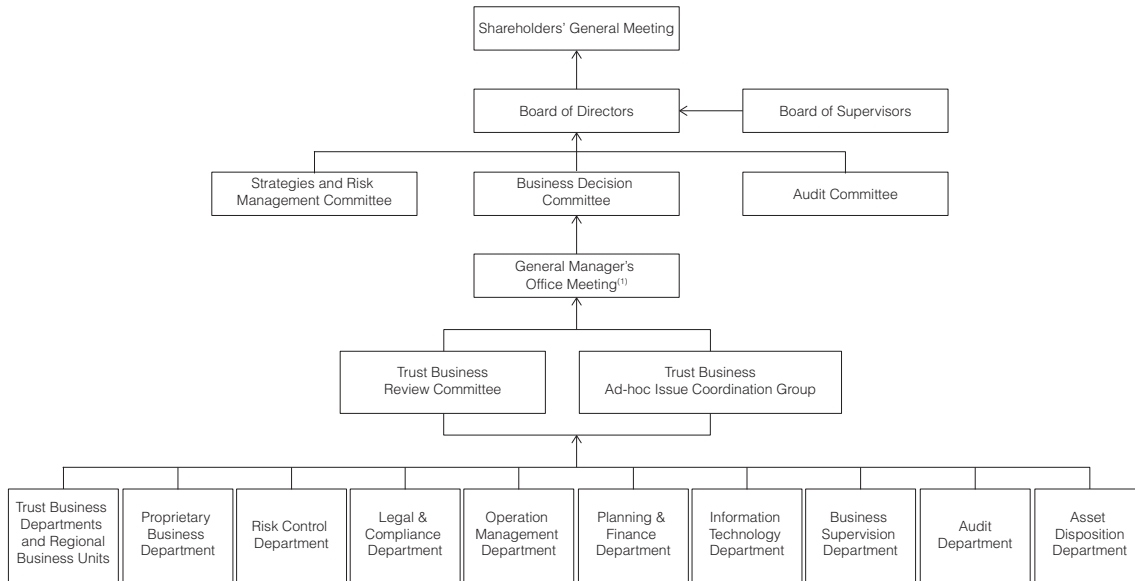 Shareholders’ General Meeting
Board of Directors
Board of Supervisors
Strategies and Risk
Management Committee
Business Decision
Committee
Audit Committee
General Manager’s
Office Meeting(1)
Trust Business
Review Committee
Trust Business
Ad-hoc Issue Coordination Group
Trust Business
Departments
and Regional
Business Units
Proprietary
Business
Department
Risk Control
Department
Legal &
Compliance
Department
Operation
Management
Department
Planning &
Finance
Department
Information
Technology
Department
Business
Supervision
Department
Audit
Department
Asset
Disposition
Department